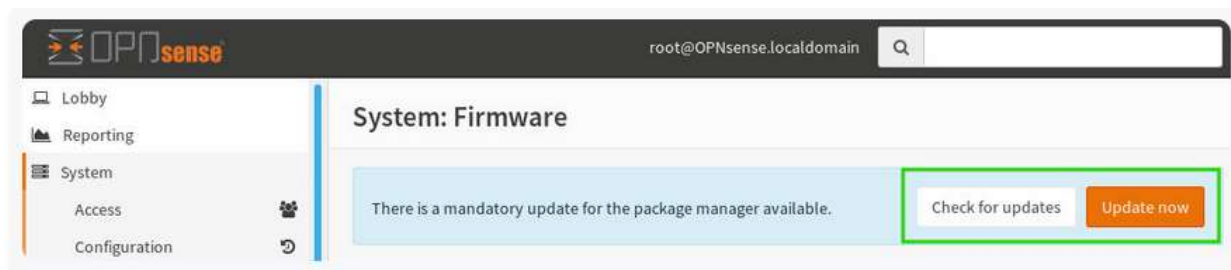 OPNsense
root@OPNsense.localdomain
Lobby
Reporting
System
Access
Configuration
System: Firmware
There is a mandatory update for the package manager available.
Check for updates
Update now